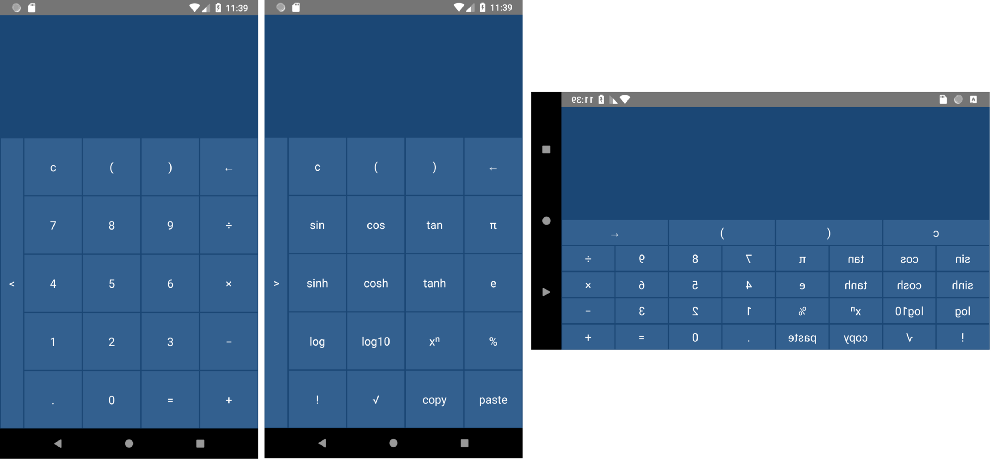 11:39
c ( ) ←
7 8 9 ÷
< 4 5 6 ×
1 2 3 −
. 0 = +
11:39
c ( ) ←
sin cos tan π
> sinh cosh tanh e
log log10 xⁿ %
! √ copy paste
11:39
c ( ) ←
sin cos tan π 7 8 9 ÷
sinh cosh tanh e 4 5 6 ×
log log10 xⁿ % 1 2 3 −
! √ copy paste . 0 = +